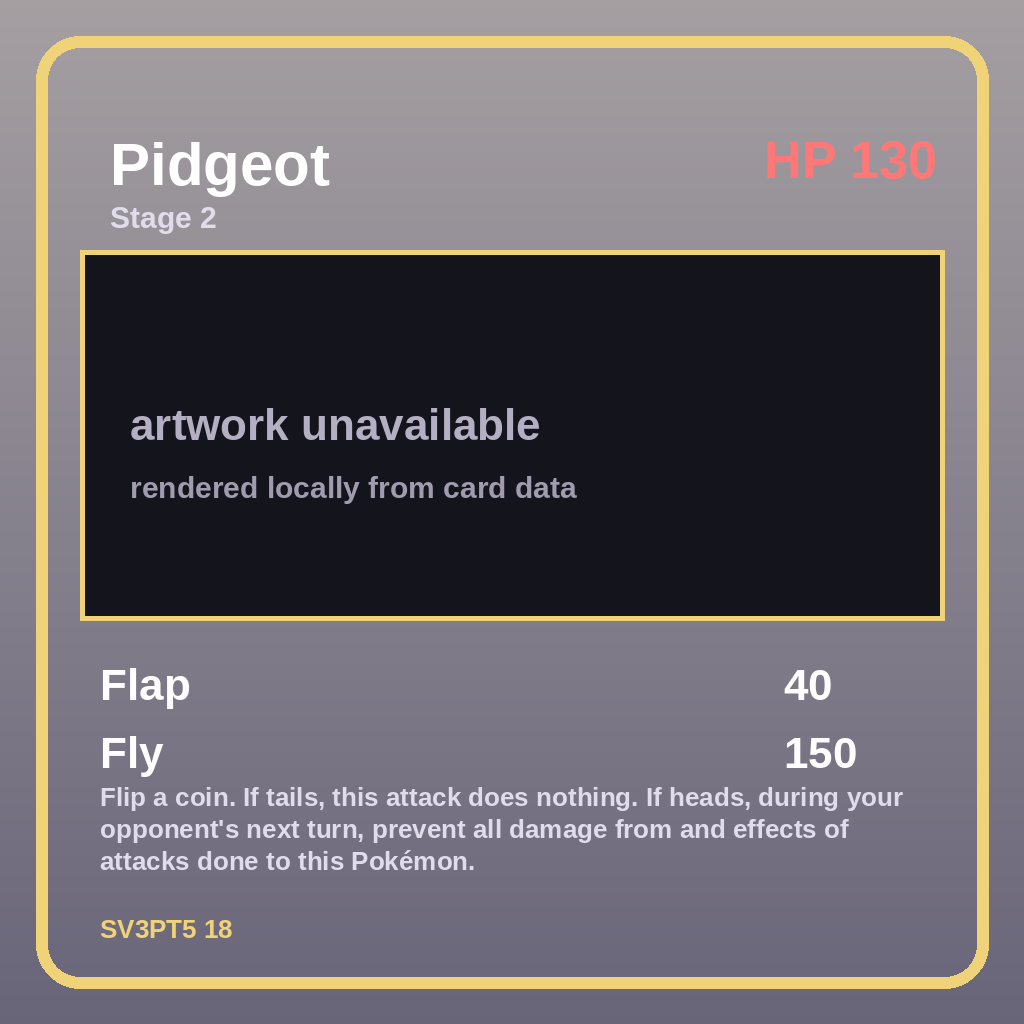 Pidgeot
HP 130
Stage 2
artwork unavailable
rendered locally from card data
Flap 40
Fly 150
Flip a coin. If tails, this attack does nothing. If heads, during your
opponent's next turn, prevent all damage from and effects of
attacks done to this Pokémon.
SV3PT5 18